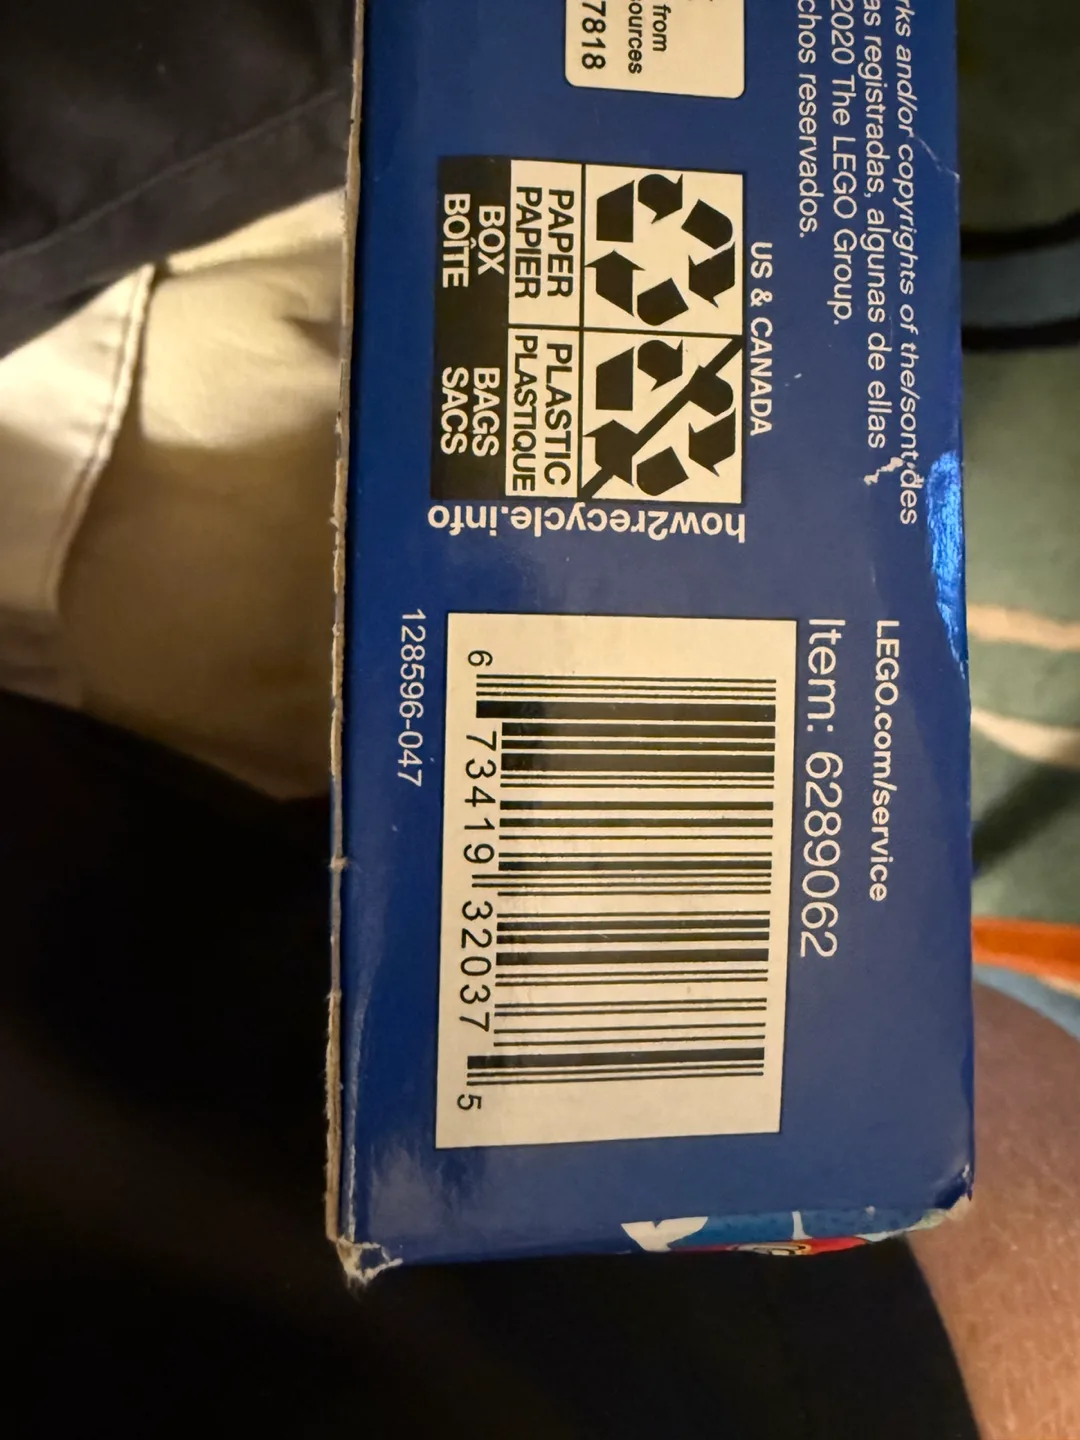 from
ources
7818
rks and/or copyrights of the/sont des
as registradas, algunas de ellas
2020 The LEGO Group.
chos reservados.
US & CANADA
PAPER
PAPIER
BOX
BOÎTE
PLASTIC
PLASTIQUE
BAGS
SACS
how2recycle.info
LEGO.com/service
Item: 6289062
6 73419 32037 5
128596-047